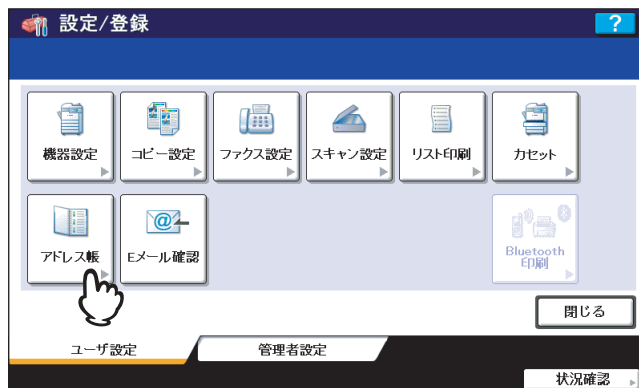 設定/登録
?
機器設定
コピー設定
ファクス設定
スキャン設定
リスト印刷
カセット
アドレス帳
@
Eメール確認
Bluetooth
印刷
閉じる
ユーザ設定
管理者設定
状況確認